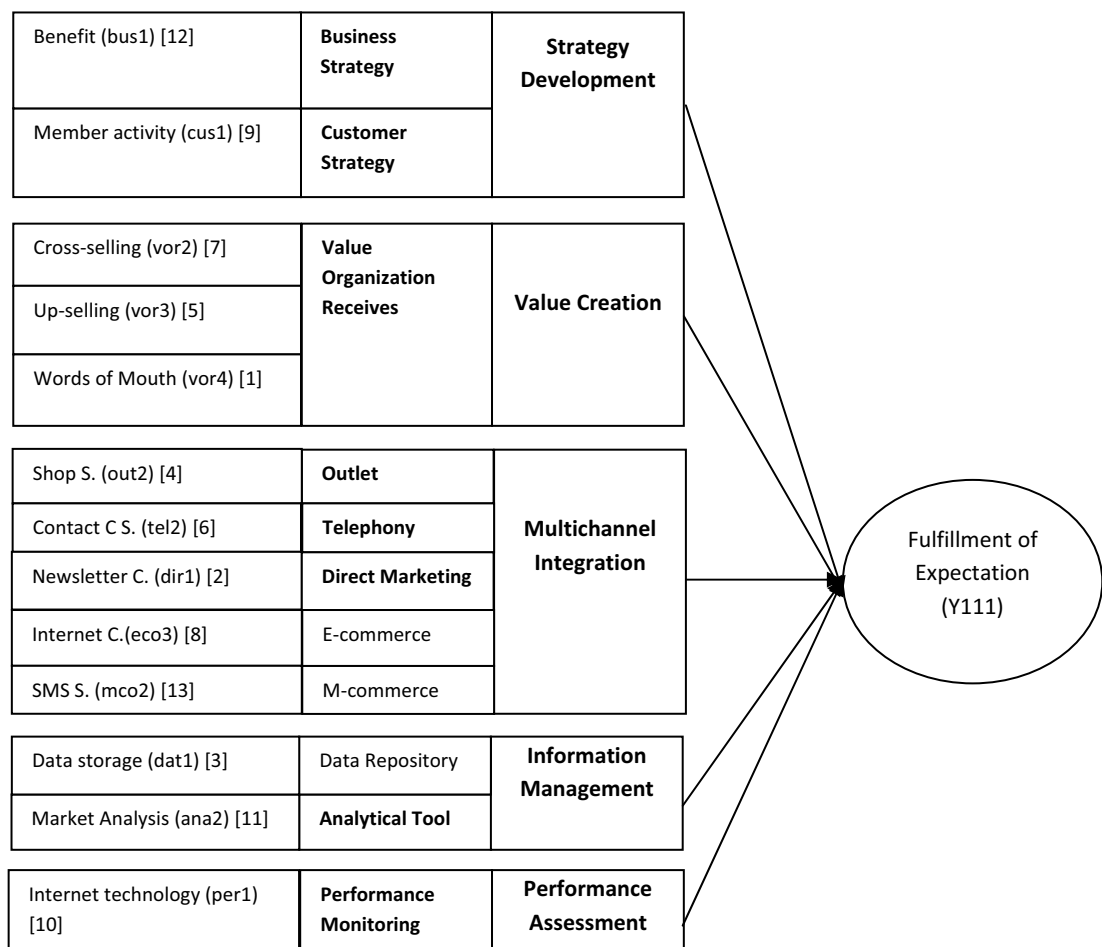 Benefit (bus1) [12]
Business
Strategy
Strategy
Development
Member activity (cus1) [9]
Customer
Strategy
Cross-selling (vor2) [7]
Value
Organization
Receives
Value Creation
Up-selling (vor3) [5]
Words of Mouth (vor4) [1]
Shop S. (out2) [4]
Outlet
Multichannel
Integration
Contact C S. (tel2) [6]
Telephony
Newsletter C. (dir1) [2]
Direct Marketing
Internet C.(eco3) [8]
E-commerce
SMS S. (mco2) [13]
M-commerce
Fulfillment of
Expectation
(Y111)
Data storage (dat1) [3]
Data Repository
Information
Management
Market Analysis (ana2) [11]
Analytical Tool
Internet technology (per1)
[10]
Performance
Monitoring
Performance
Assessment